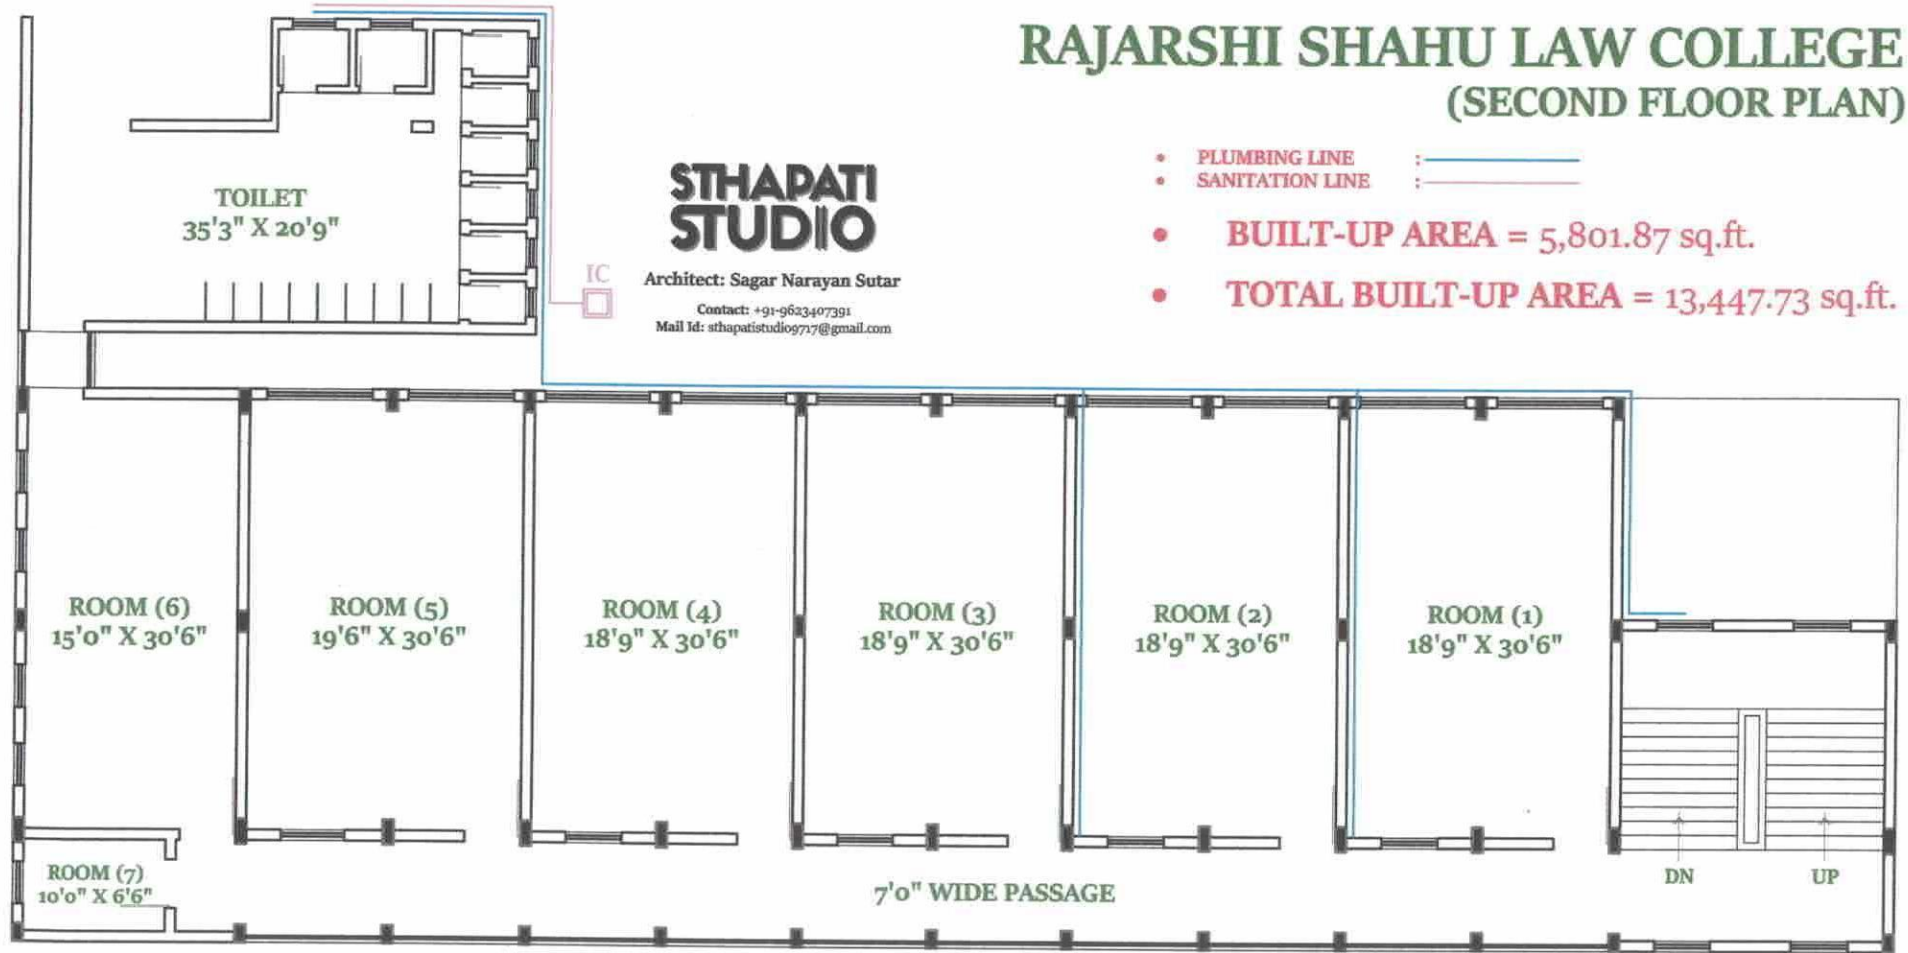 RAJARSHI SHAHU LAW COLLEGE
(SECOND FLOOR PLAN)
• PLUMBING LINE :
• SANITATION LINE :
• BUILT-UP AREA = 5,801.87 sq.ft.
• TOTAL BUILT-UP AREA = 13,447.73 sq.ft.
STHAPATI
STUDIO
Architect: Sagar Narayan Sutar
Contact: +91-9623407391
Mail Id: sthapatistudio9717@gmail.com
TOILET
35'3" X 20'9"
IC
ROOM (6)
15'0" X 30'6"
ROOM (5)
19'6" X 30'6"
ROOM (4)
18'9" X 30'6"
ROOM (3)
18'9" X 30'6"
ROOM (2)
18'9" X 30'6"
ROOM (1)
18'9" X 30'6"
ROOM (7)
10'0" X 6'6"
7'0" WIDE PASSAGE
DN
UP